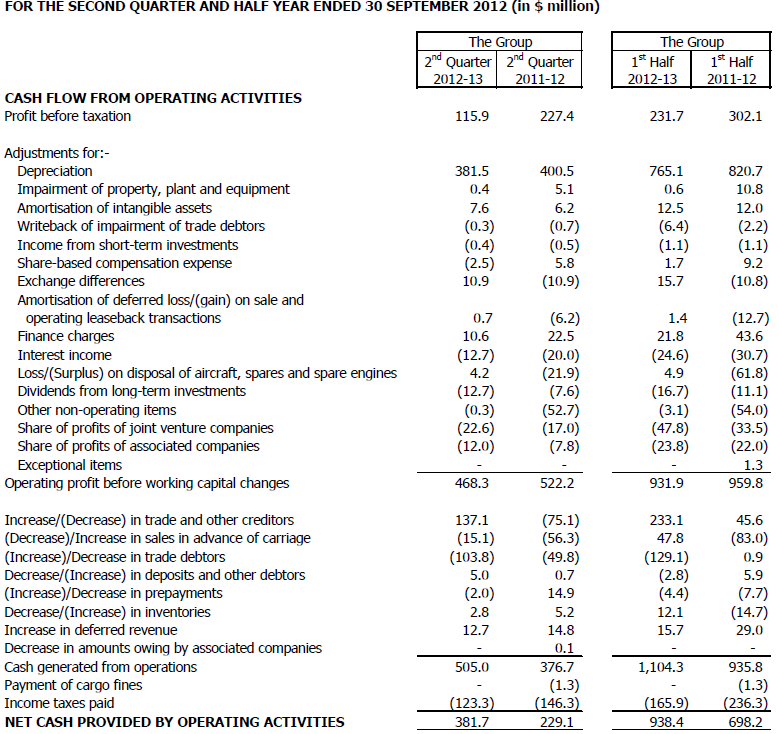 FOR THE SECOND QUARTER AND HALF YEAR ENDED 30 SEPTEMBER 2012 (in $ million)
The Group The Group
2nd Quarter 2nd Quarter 1st Half 1st Half
2012-13 2011-12 2012-13 2011-12
CASH FLOW FROM OPERATING ACTIVITIES
Profit before taxation 115.9 227.4 231.7 302.1
Adjustments for:-
Depreciation 381.5 400.5 765.1 820.7
Impairment of property, plant and equipment 0.4 5.1 0.6 10.8
Amortisation of intangible assets 7.6 6.2 12.5 12.0
Writeback of impairment of trade debtors (0.3) (0.7) (6.4) (2.2)
Income from short-term investments (0.4) (0.5) (1.1) (1.1)
Share-based compensation expense (2.5) 5.8 1.7 9.2
Exchange differences 10.9 (10.9) 15.7 (10.8)
Amortisation of deferred loss/(gain) on sale and
operating leaseback transactions 0.7 (6.2) 1.4 (12.7)
Finance charges 10.6 22.5 21.8 43.6
Interest income (12.7) (20.0) (24.6) (30.7)
Loss/(Surplus) on disposal of aircraft, spares and spare engines 4.2 (21.9) 4.9 (61.8)
Dividends from long-term investments (12.7) (7.6) (16.7) (11.1)
Other non-operating items (0.3) (52.7) (3.1) (54.0)
Share of profits of joint venture companies (22.6) (17.0) (47.8) (33.5)
Share of profits of associated companies (12.0) (7.8) (23.8) (22.0)
Exceptional items - - - 1.3
Operating profit before working capital changes 468.3 522.2 931.9 959.8
Increase/(Decrease) in trade and other creditors 137.1 (75.1) 233.1 45.6
(Decrease)/Increase in sales in advance of carriage (15.1) (56.3) 47.8 (83.0)
(Increase)/Decrease in trade debtors (103.8) (49.8) (129.1) 0.9
Decrease/(Increase) in deposits and other debtors 5.0 0.7 (2.8) 5.9
(Increase)/Decrease in prepayments (2.0) 14.9 (4.4) (7.7)
Decrease/(Increase) in inventories 2.8 5.2 12.1 (14.7)
Increase in deferred revenue 12.7 14.8 15.7 29.0
Decrease in amounts owing by associated companies - 0.1 - -
Cash generated from operations 505.0 376.7 1,104.3 935.8
Payment of cargo fines - (1.3) - (1.3)
Income taxes paid (123.3) (146.3) (165.9) (236.3)
NET CASH PROVIDED BY OPERATING ACTIVITIES 381.7 229.1 938.4 698.2